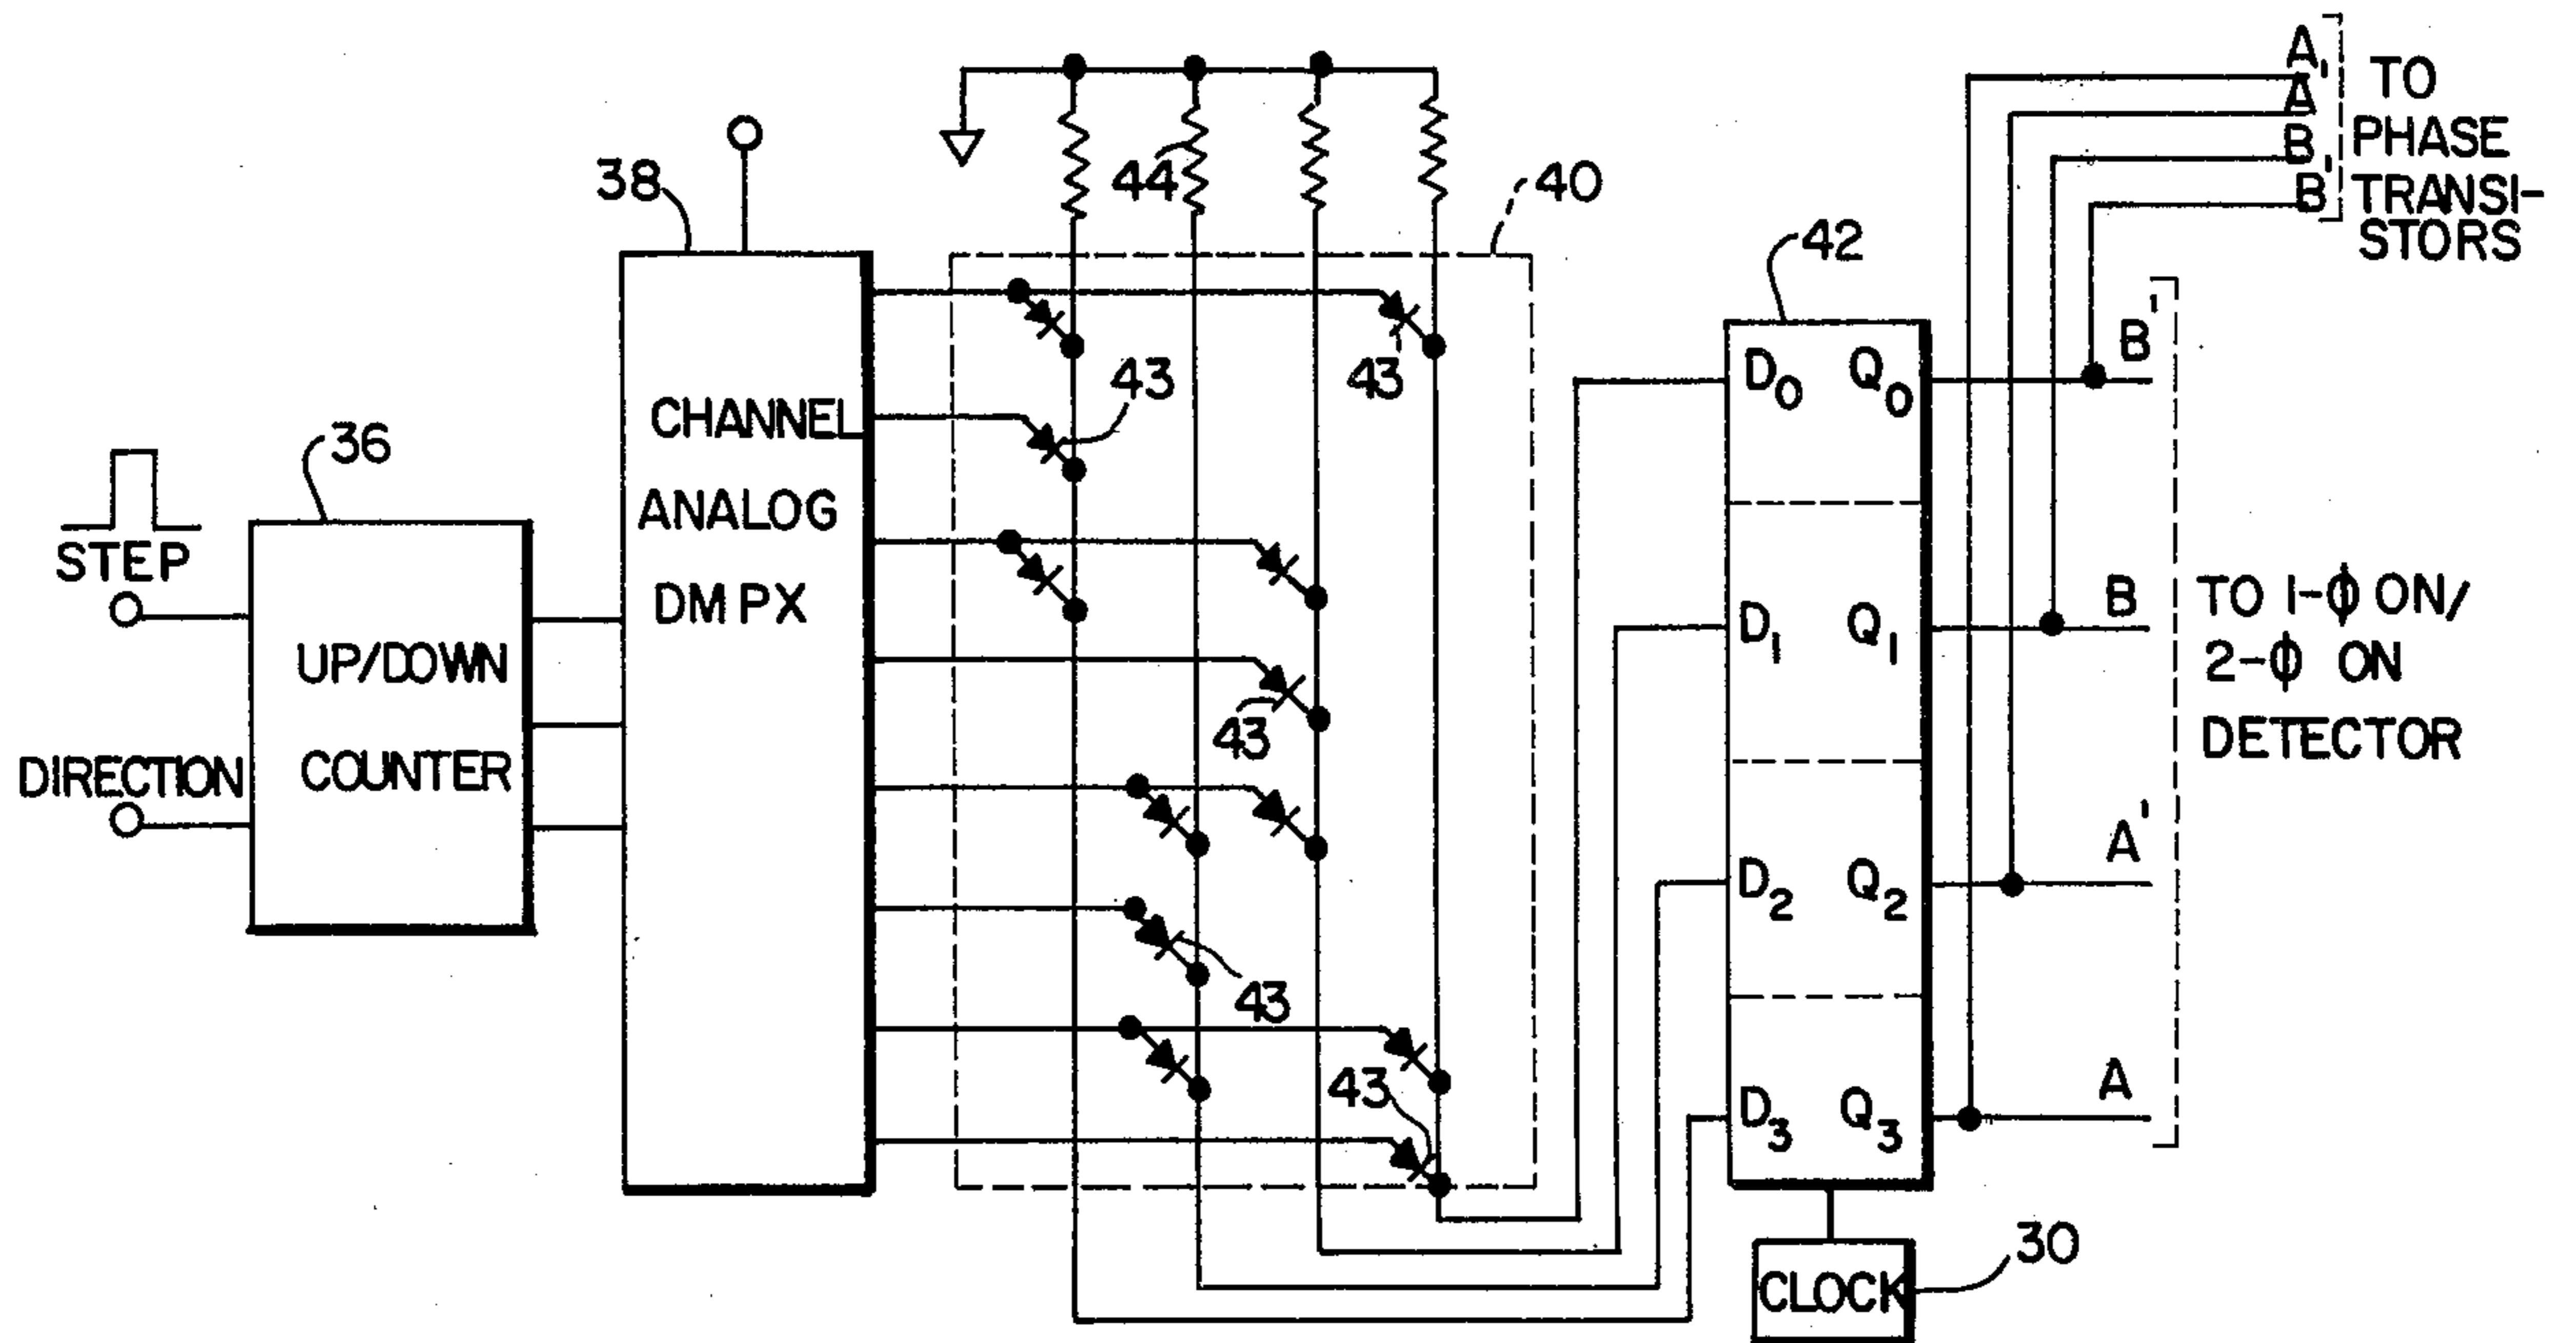 A'
A
B'
B
TO
PHASE
TRANSI-
STORS
38
44
40
42
43
43
B'
D0 Q0
36
CHANNEL
ANALOG
DMPX
STEP
UP/DOWN
COUNTER
DIRECTION
B
D1 Q1
TO 1-ϕ ON/
2-ϕ ON
DETECTOR
43
A'
D2 Q2
43
A
D3 Q3
43
CLOCK
30